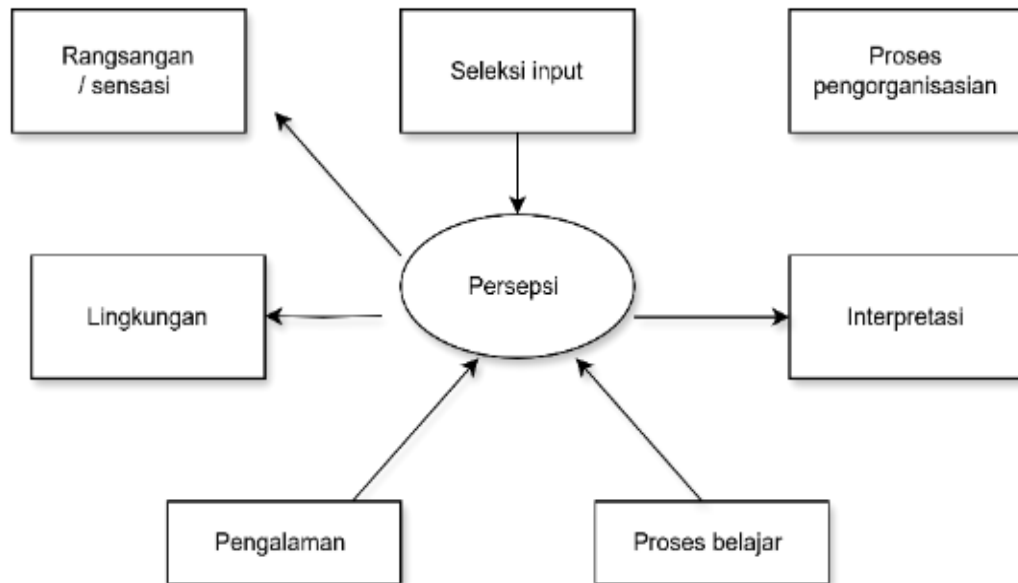 Rangsangan
/ sensasi
Seleksi input
Proses
pengorganisasian
Persepsi
Lingkungan
Interpretasi
Pengalaman
Proses belajar